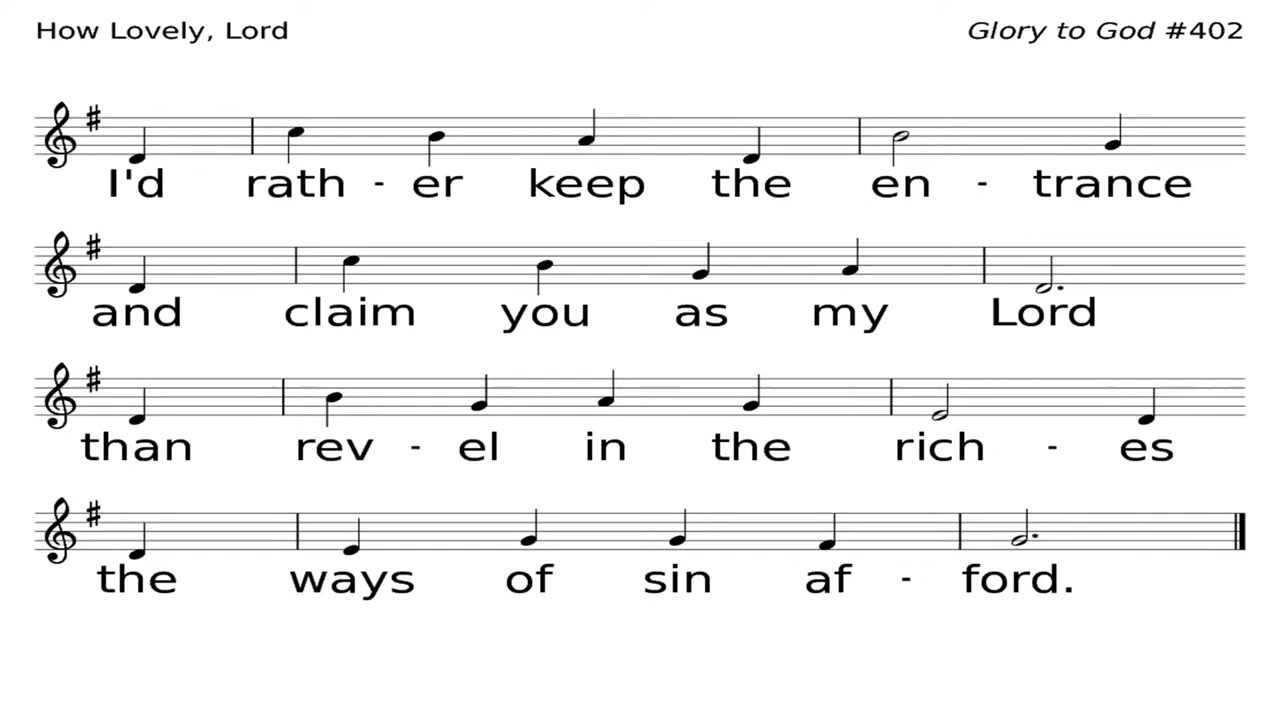 How Lovely, Lord
Glory to God #402
I'd rath - er keep the en - trance
and claim you as my Lord
than rev - el in the rich - es
the ways of sin af - ford.